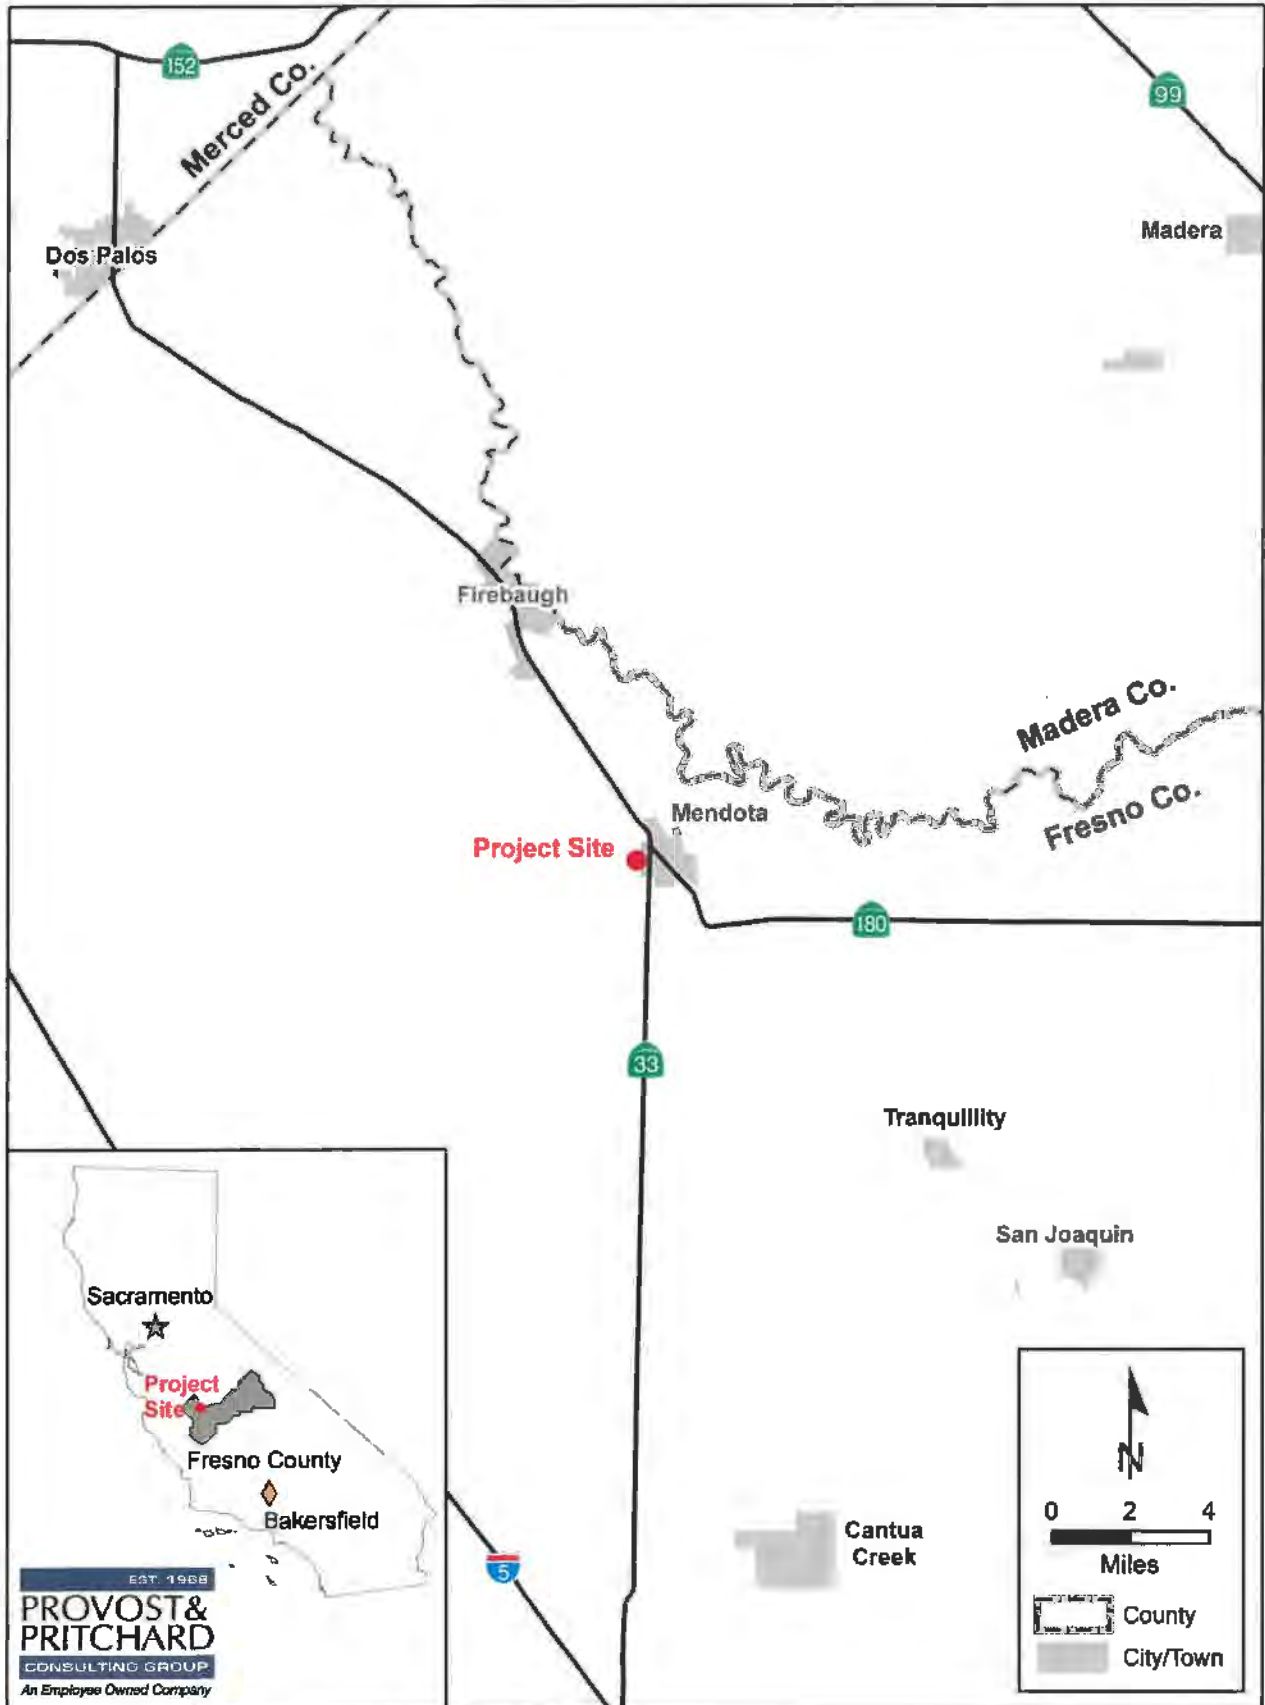 152
99
Merced Co.
Madera
Dos Palos
Firebaugh
Madera Co.
Fresno Co.
Mendota
Project Site
180
33
Tranquillity
San Joaquin
Sacramento
Project
Site
Fresno County
Bakersfield
5
Cantua
Creek
N
0 2 4
Miles
County
City/Town
EST. 1968
PROVOST&
PRITCHARD
CONSULTING GROUP
An Employee Owned Company